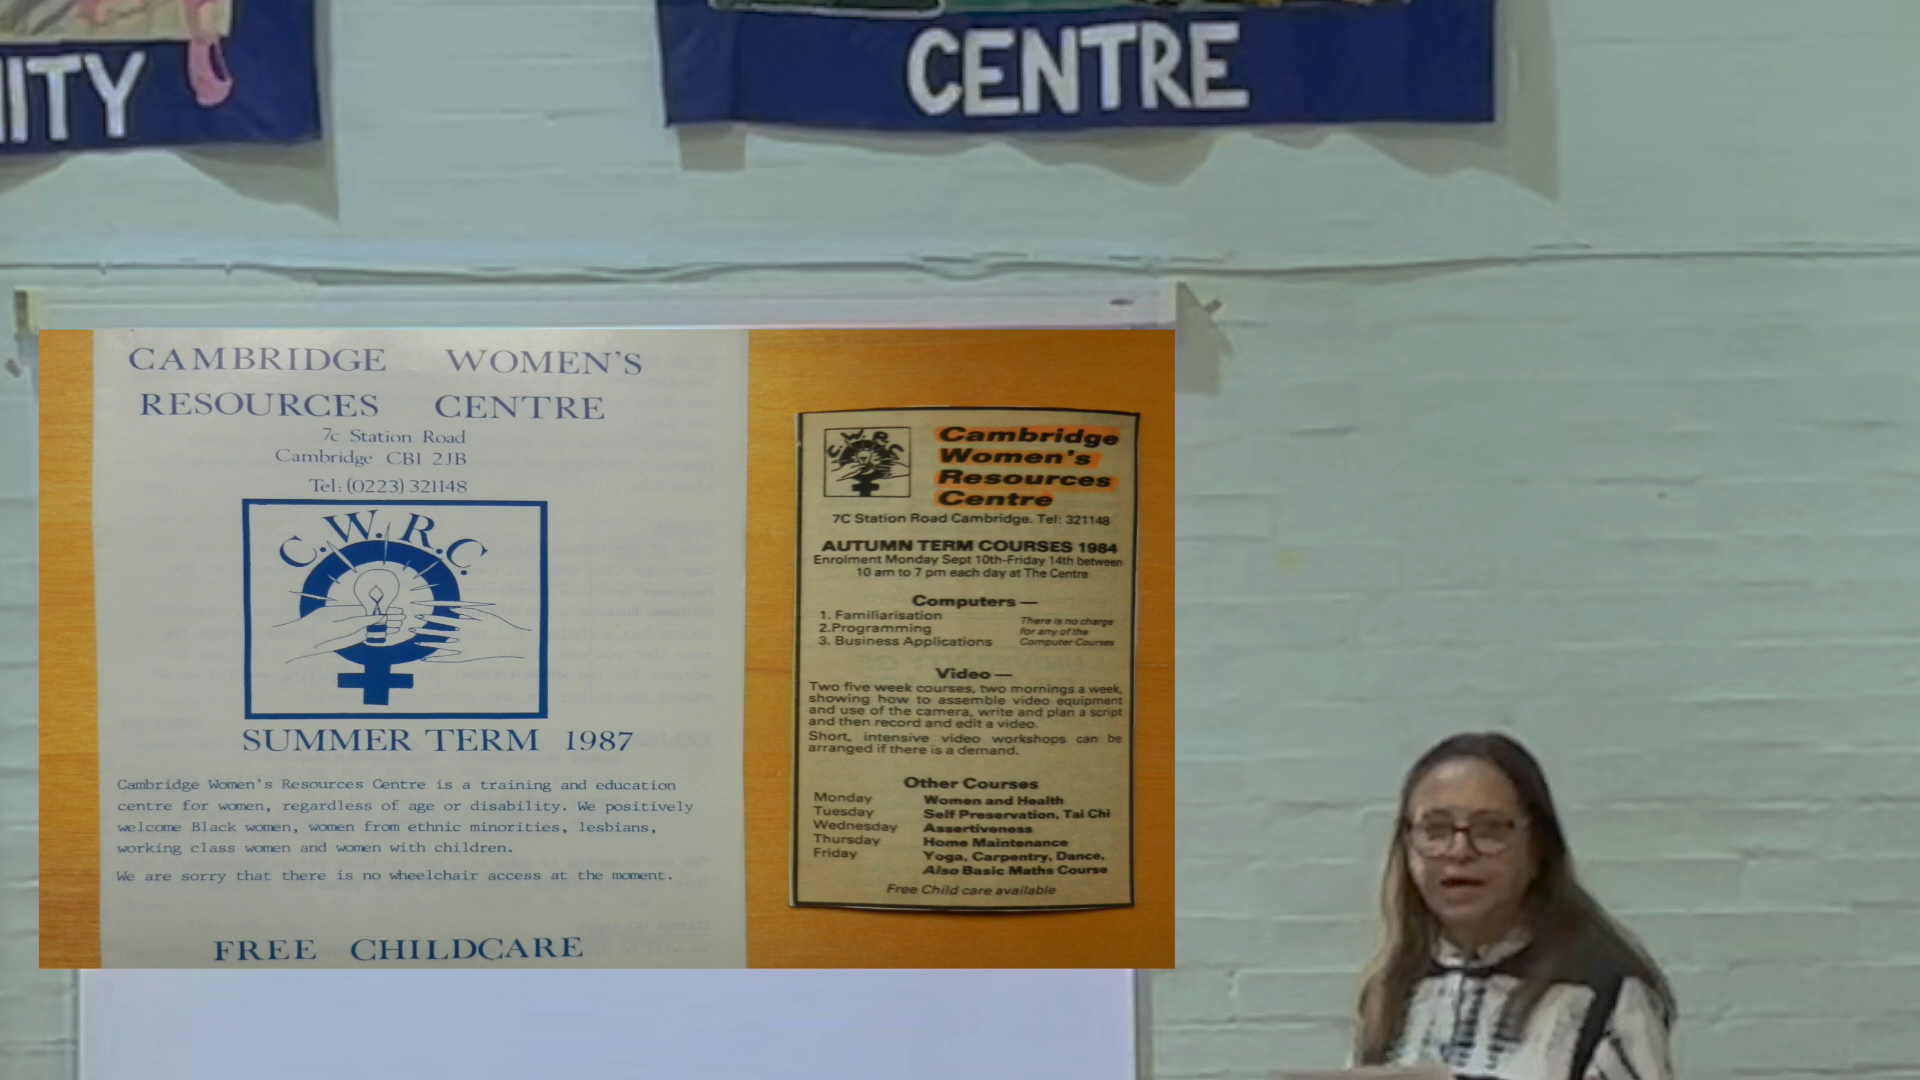 ITY
CENTRE
CAMBRIDGE WOMEN'S
RESOURCES CENTRE
7c Station Road
Cambridge CB1 2JB
Tel: (0223) 321148
C.W.R.C.
SUMMER TERM 1987
Cambridge Women's Resources Centre is a training and education
centre for women, regardless of age or disability. We positively
welcome Black women, women from ethnic minorities, lesbians,
working class women and women with children.
We are sorry that there is no wheelchair access at the moment.
FREE CHILDCARE
C.W.R.C.
Cambridge
Women's
Resources
Centre
7C Station Road Cambridge. Tel: 321148
AUTUMN TERM COURSES 1984
Enrolment Monday Sept 10th-Friday 14th between
10 am to 7 pm each day at The Centre
Computers —
1. Familiarisation
2.Programming
3. Business Applications
There is no charge
for any of the
Computer Courses
Video —
Two five week courses, two mornings a week,
showing how to assemble video equipment
and use of the camera, write and plan a script
and then record and edit a video.
Short, intensive video workshops can be
arranged if there is a demand.
Other Courses
Monday Women and Health
Tuesday Self Preservation, Tai Chi
Wednesday Assertiveness
Thursday Home Maintenance
Friday Yoga, Carpentry, Dance,
Also Basic Maths Course
Free Child care available